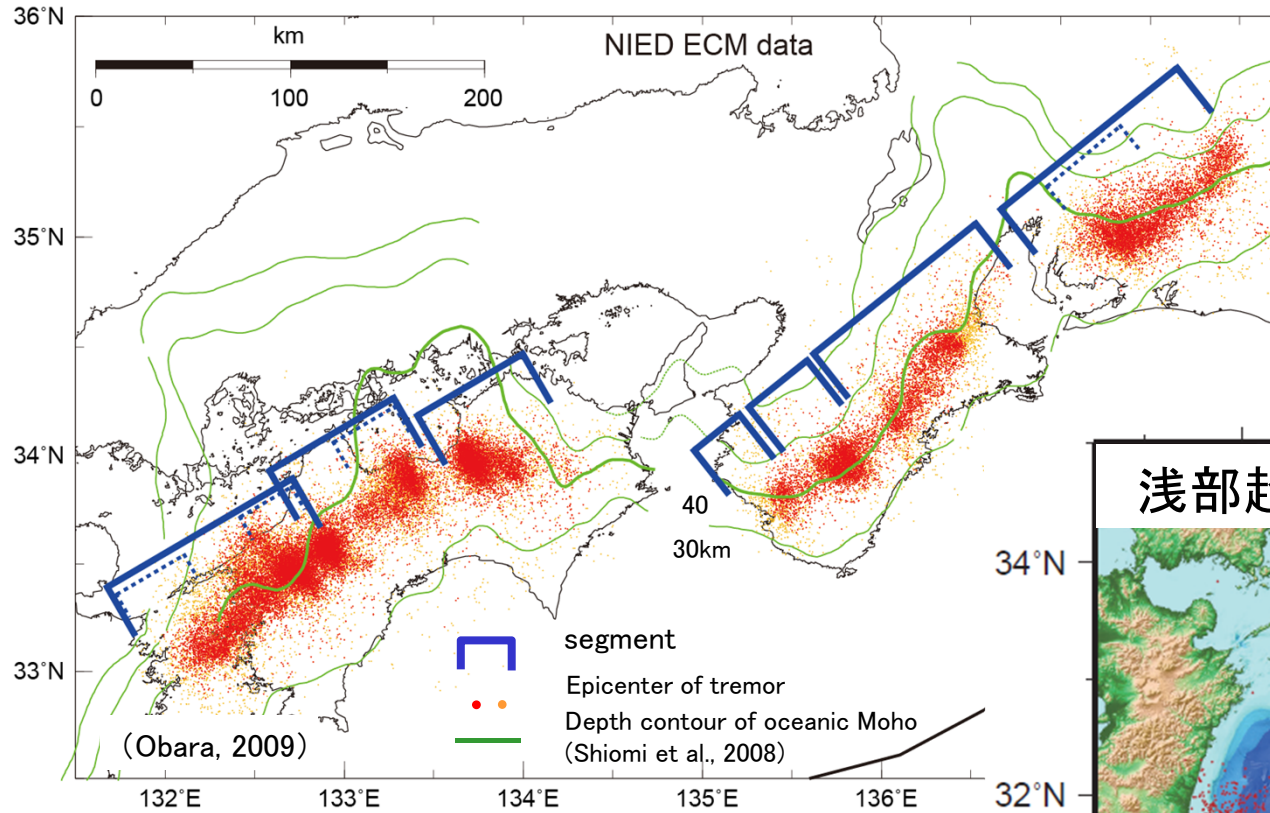 36˚N
km
NIED ECM data
0
100
200
35˚N
34˚N
40
30km
33˚N
segment
Epicenter of tremor
Depth contour of oceanic Moho
(Shiomi et al., 2008)
(Obara, 2009)
132˚E
133˚E
134˚E
135˚E
136˚E
浅部超
34˚N
32˚N